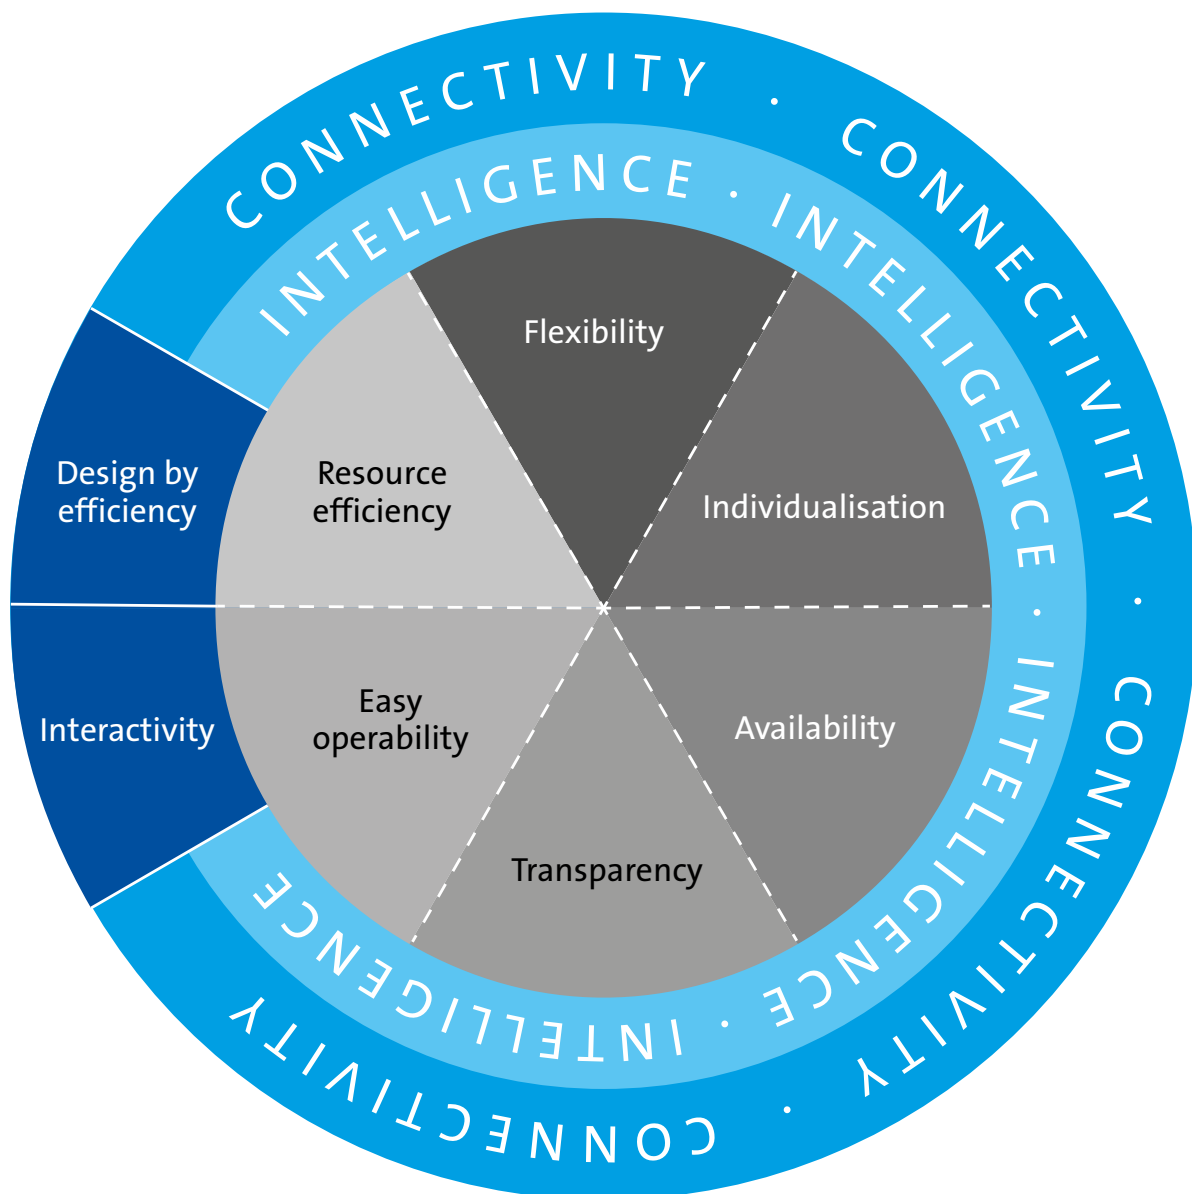 CONNECTIVITY · CONNECTIVITY · CONNECTIVITY · CONNECTIVITY
INTELLIGENCE · INTELLIGENCE · INTELLIGENCE · INTELLIGENCE
Flexibility
Individualisation
Availability
Transparency
Easy
operability
Resource
efficiency
Design by
efficiency
Interactivity